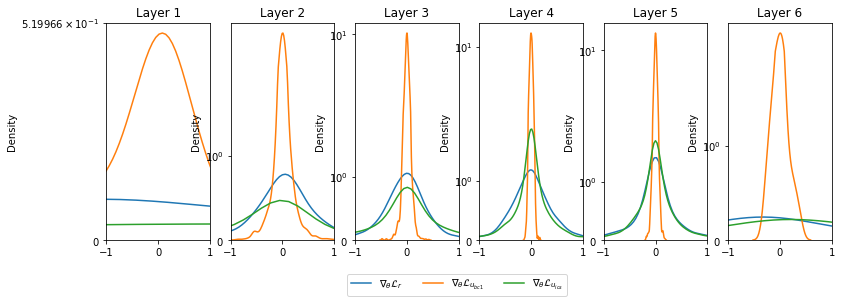 Layer 1 Layer 2 Layer 3 Layer 4 Layer 5 Layer 6
5.19966 × 10⁻¹ 0 Density −1 0 1
10⁰ 0 Density −1 0 1
10¹ 10⁰ 0 Density −1 0 1
10¹ 10⁰ 0 Density −1 0 1
10¹ 10⁰ 0 Density −1 0 1
10⁰ 0 Density −1 0 1
∇θℒr ∇θℒu_bc1 ∇θℒu_ics